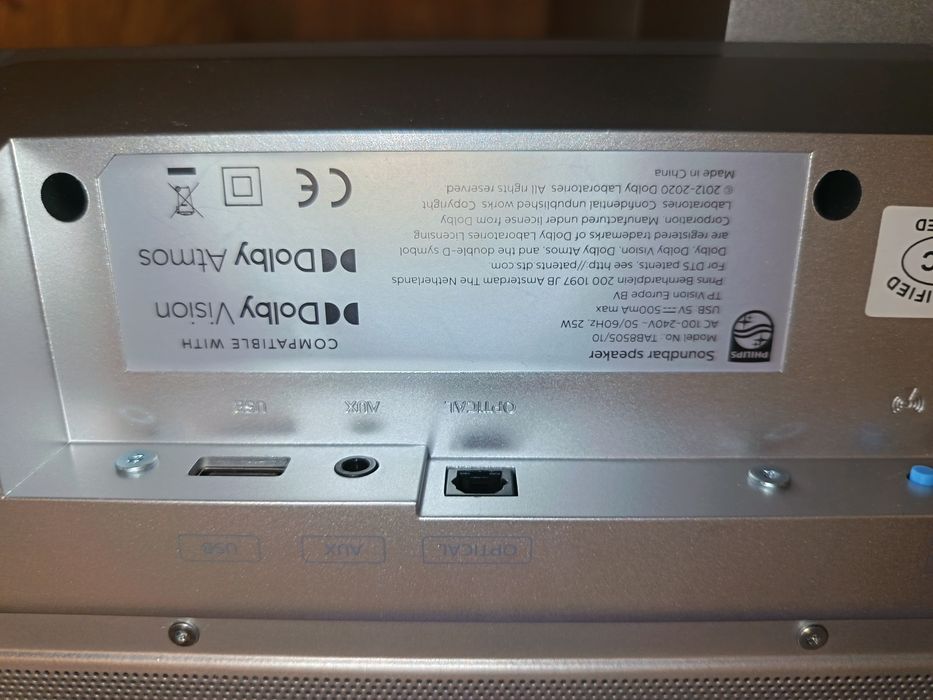 PHILIPS
Soundbar speaker
Model No.: TAB8505/10
AC 100-240V~ 50/60Hz, 25W
USB: 5V ⎓ 500mA max
TP Vision Europe BV
Prins Bernhardplein 200 1097 JB Amsterdam The Netherlands
For DTS patents, see http://patents.dts.com.
Dolby, Dolby Vision, Dolby Atmos, and the double-D symbol
are registered trademarks of Dolby Laboratories Licensing
Corporation. Manufactured under license from Dolby
Laboratories. Confidential unpublished works. Copyright
© 2012-2020 Dolby Laboratories. All rights reserved.
Made in China
COMPATIBLE WITH
Dolby Vision
Dolby Atmos
CE
OPTICAL
AUX
USB
OPTICAL
AUX
USB